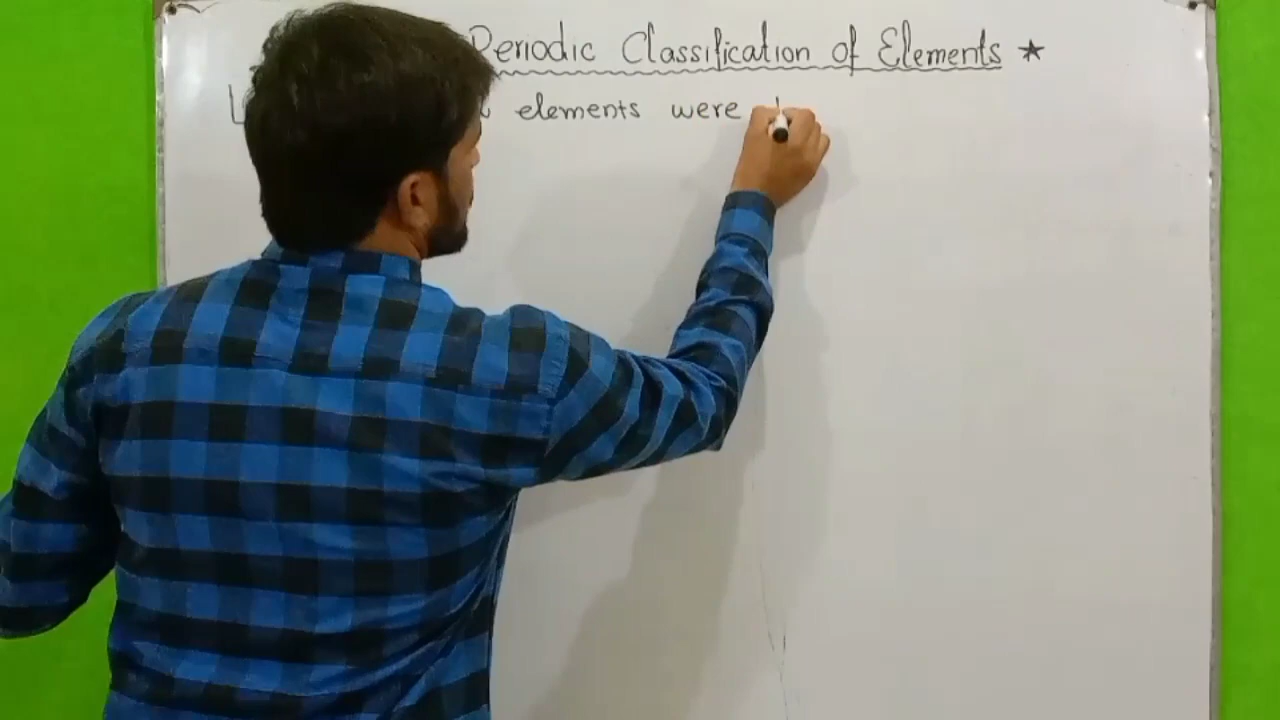 Periodic Classification of Elements ★
elements were